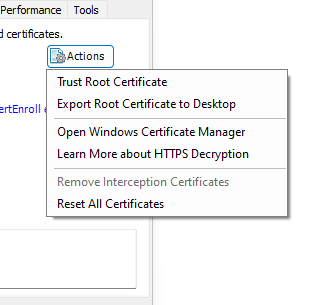 Performance Tools
d certificates.
Actions
Trust Root Certificate
Export Root Certificate to Desktop
ertEnroll e
Open Windows Certificate Manager
Learn More about HTTPS Decryption
Remove Interception Certificates
Reset All Certificates